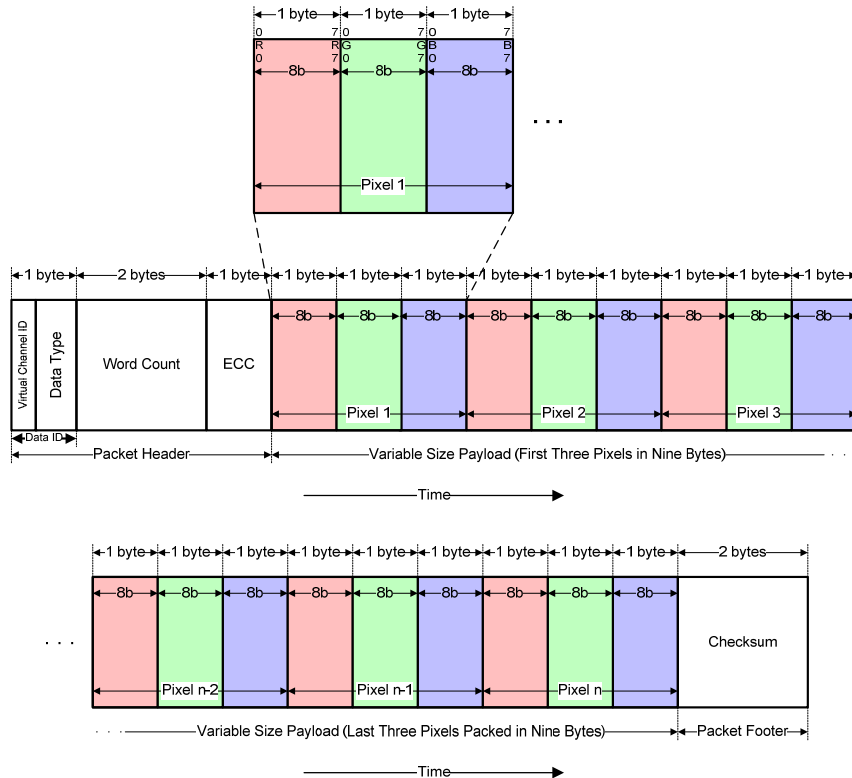 1 byte 1 byte 1 byte
0 7 0 7 0 7
R R G G B B
0 7 0 7 0 7
8b 8b 8b
. . .
Pixel 1
1 byte 2 bytes 1 byte 1 byte 1 byte 1 byte 1 byte 1 byte 1 byte 1 byte 1 byte 1 byte
8b 8b 8b 8b 8b 8b 8b 8b 8b
Virtual Channel ID
Data Type
Word Count
ECC
Pixel 1 Pixel 2 Pixel 3
Data ID
Packet Header Variable Size Payload (First Three Pixels in Nine Bytes) . . .
Time
1 byte 1 byte 1 byte 1 byte 1 byte 1 byte 1 byte 1 byte 1 byte 2 bytes
8b 8b 8b 8b 8b 8b 8b 8b 8b
. . .
Checksum
Pixel n-2 Pixel n-1 Pixel n
. . . Variable Size Payload (Last Three Pixels Packed in Nine Bytes) Packet Footer
Time